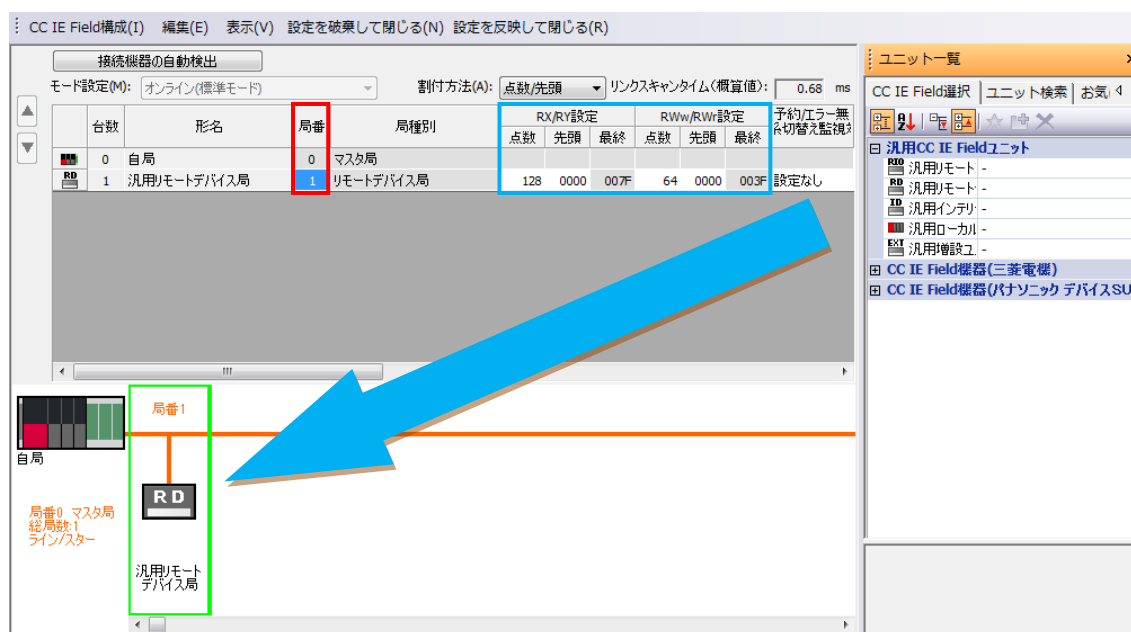 CC IE Field構成(I) 編集(E) 表示(V) 設定を破棄して閉じる(N) 設定を反映して閉じる(R)
接続機器の自動検出
モード設定(M): オンライン(標準モード) 割付方法(A): 点数/先頭 リンクスキャンタイム(概算値): 0.68 ms
台数 形名 局番 局種別 RX/RY設定 RWw/RWr設定 予約/エラー無
点数 先頭 最終 点数 先頭 最終
0 自局 0 マスタ局
RD 1 汎用リモートデバイス局 1 リモートデバイス局 128 0000 007F 64 0000 003F 設定なし
自局
局番0 マスタ局
総局数:1
ライン/スター
局番1
RD
汎用リモート
デバイス局
ユニット一覧
CC IE Field選択 ユニット検索 お気
汎用CC IE Fieldユニット
RIO 汎用リモート -
RD 汎用リモート -
ID 汎用インテリ -
汎用ローカル -
EXT 汎用増設ユ -
CC IE Field機器(三菱電機)
CC IE Field機器(パナソニック デバイスSU